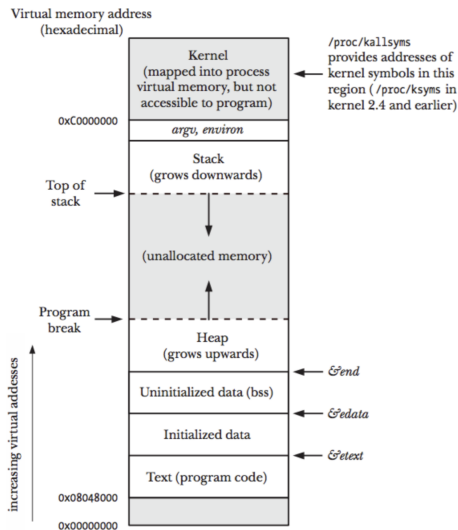 Virtual memory address
(hexadecimal)
Kernel
(mapped into process
virtual memory, but not
accessible to program)
/proc/kallsyms
provides addresses of
kernel symbols in this
region (/proc/ksyms in
kernel 2.4 and earlier)
0xC0000000
argv, environ
Stack
(grows downwards)
Top of
stack
(unallocated memory)
Program
break
Heap
(grows upwards)
&end
Uninitialized data (bss)
&edata
Initialized data
&etext
Text (program code)
0x08048000
0x00000000
increasing virtual addesses